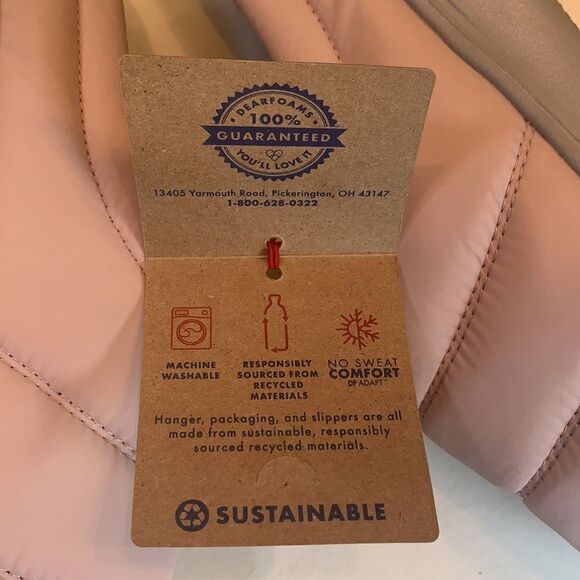 DEARFOAMS
100%
GUARANTEED
YOU'LL LOVE IT
13405 Yarmouth Road, Pickerington, OH 43147
1-800-628-0322
MACHINE
WASHABLE
RESPONSIBLY
SOURCED FROM
RECYCLED
MATERIALS
NO SWEAT
COMFORT
DF ADAPT™
Hanger, packaging, and slippers are all
made from sustainable, responsibly
sourced recycled materials.
SUSTAINABLE